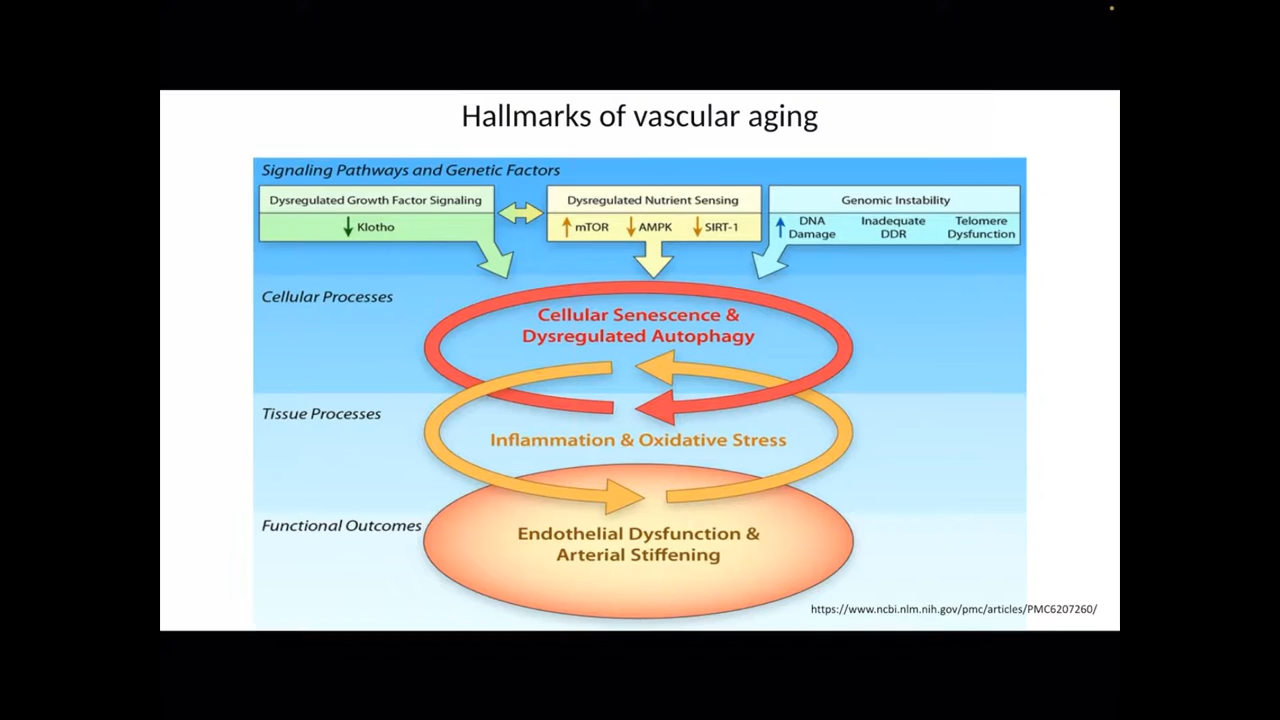 Hallmarks of vascular aging
Signaling Pathways and Genetic Factors
Dysregulated Growth Factor Signaling
↓ Klotho
Dysregulated Nutrient Sensing
↑ mTOR ↓ AMPK ↓ SIRT-1
Genomic Instability
↑ DNA Damage
Inadequate DDR
Telomere Dysfunction
Cellular Processes
Cellular Senescence &
Dysregulated Autophagy
Tissue Processes
Inflammation & Oxidative Stress
Functional Outcomes
Endothelial Dysfunction &
Arterial Stiffening
https://www.ncbi.nlm.nih.gov/pmc/articles/PMC6207260/